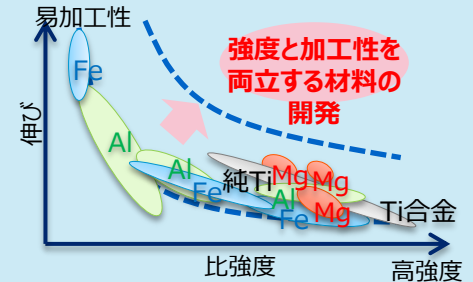 易加工性
強度と加工性を
両立する材料の
開発
Fe
伸び
Al
Al
Fe
純Ti
Mg
Mg
Al
Mg
Fe
Ti合金
比強度
高強度